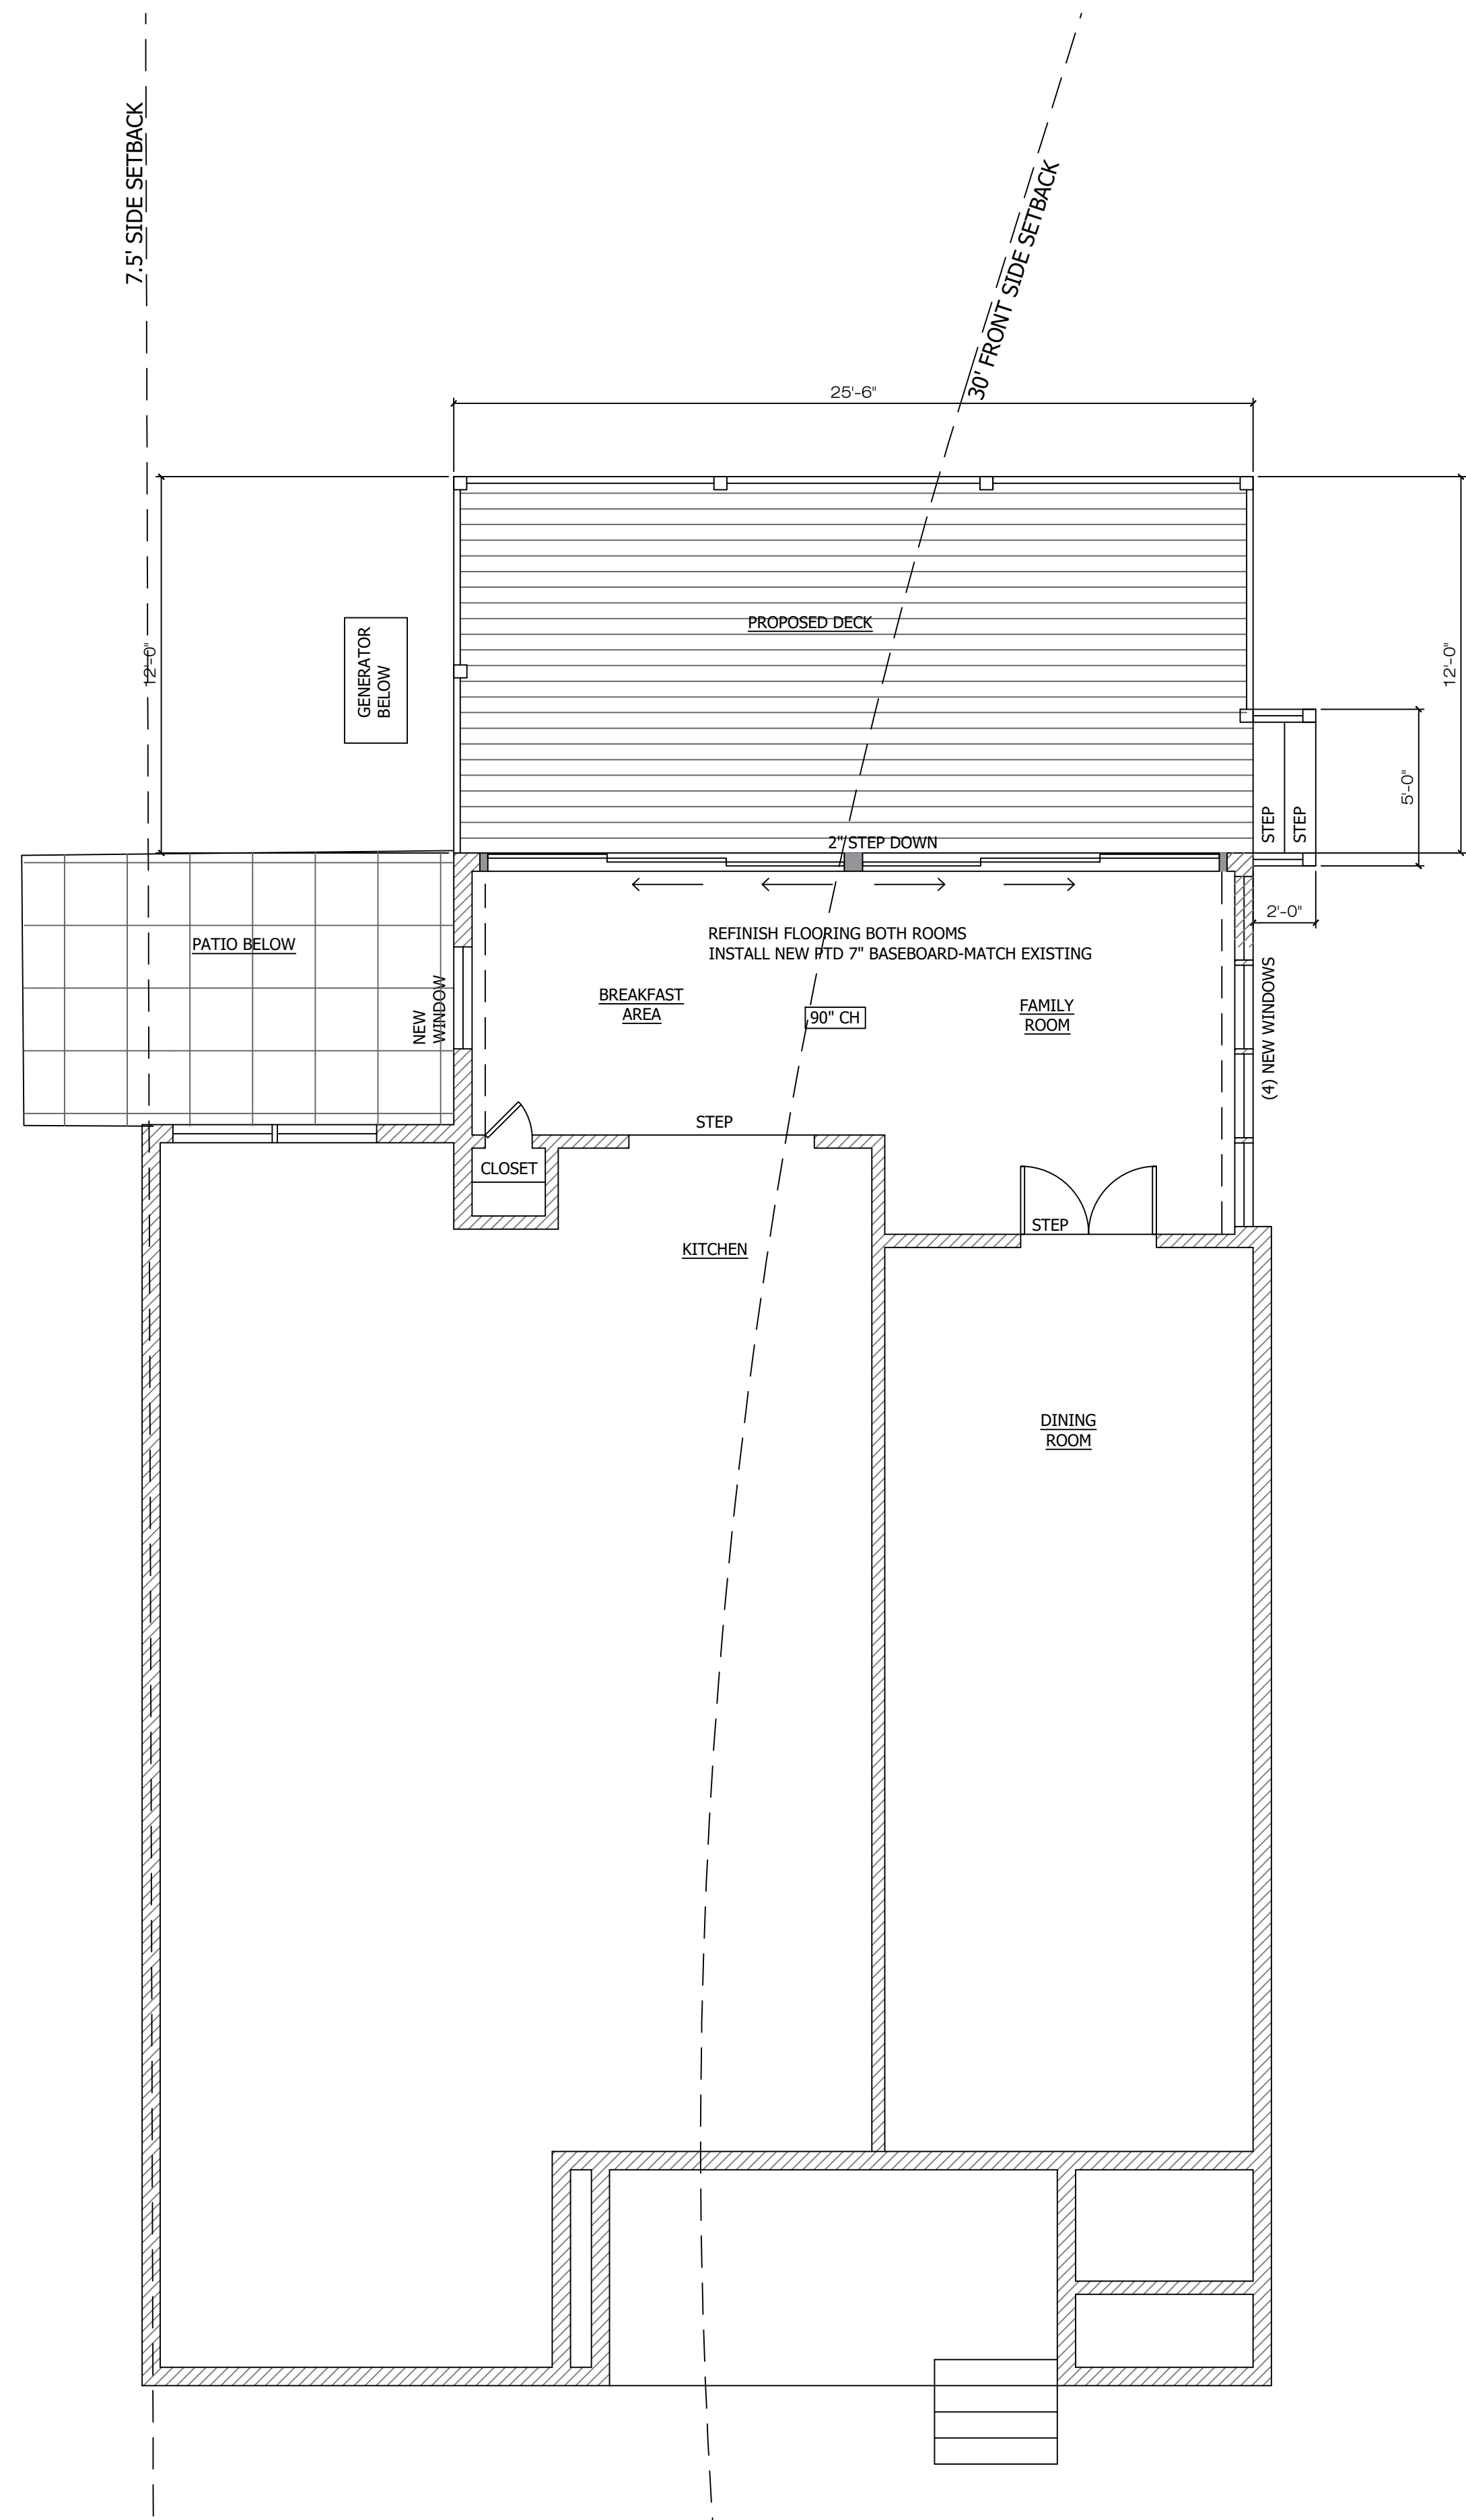 7.5' SIDE SETBACK
30' FRONT SIDE SETBACK
25'-6"
12'-0"
12'-0"
GENERATOR
BELOW
PROPOSED DECK
5'-0"
STEP
STEP
2" STEP DOWN
2'-0"
PATIO BELOW
NEW
WINDOW
REFINISH FLOORING BOTH ROOMS
INSTALL NEW PTD 7" BASEBOARD-MATCH EXISTING
BREAKFAST
AREA
90" CH
FAMILY
ROOM
(4) NEW WINDOWS
STEP
CLOSET
STEP
KITCHEN
DINING
ROOM